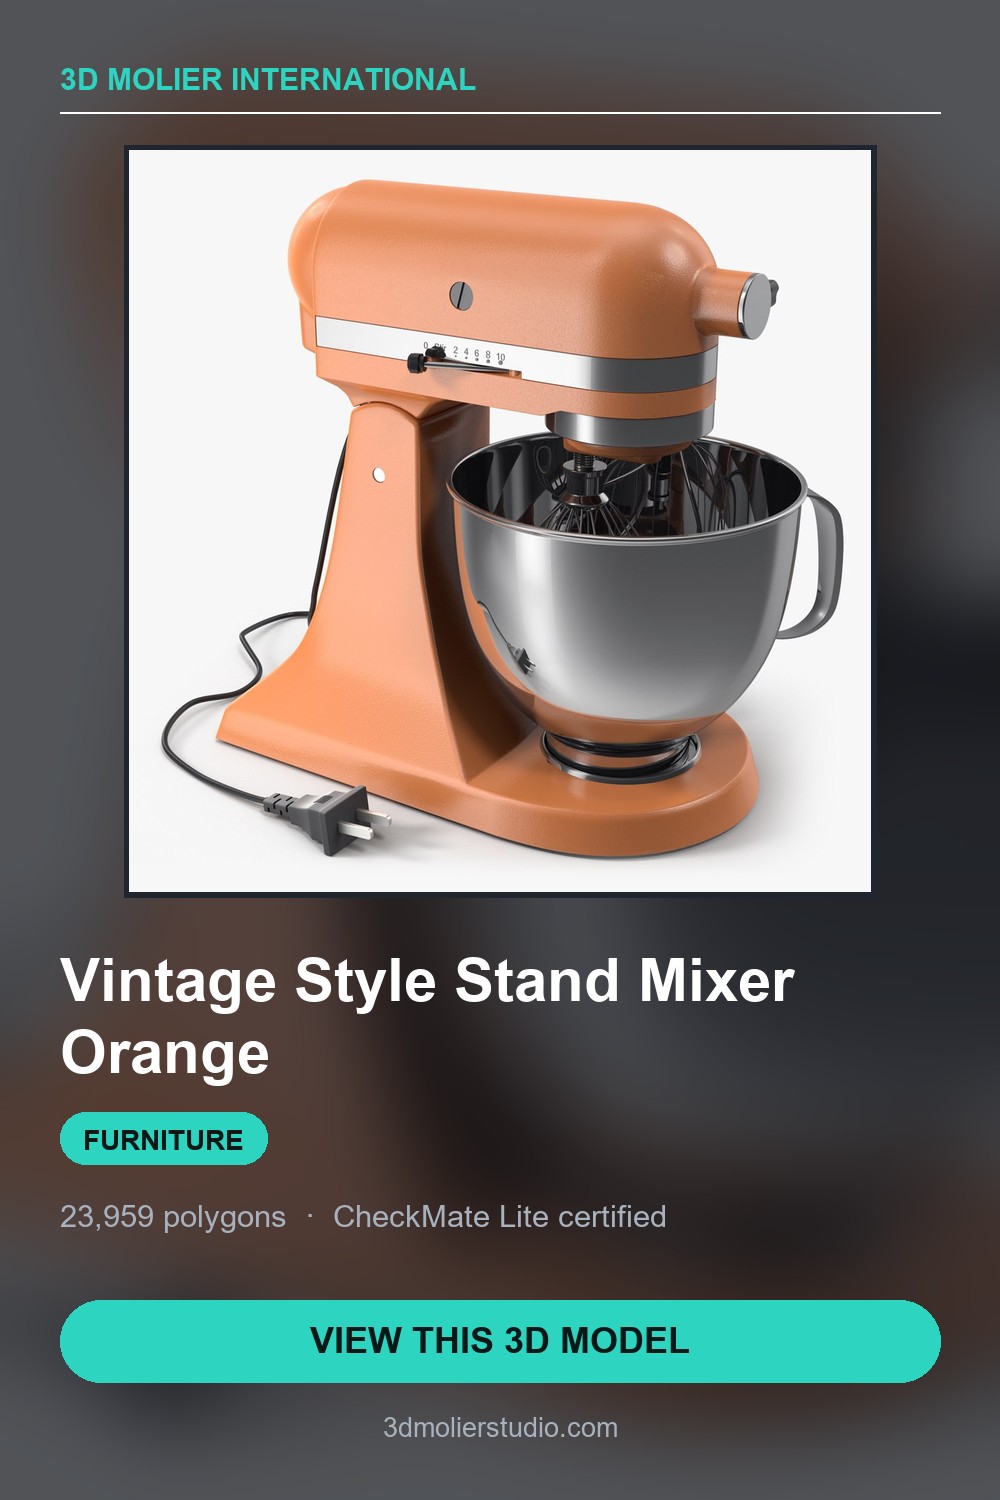 3D MOLIER INTERNATIONAL
0 Stir 2 4 6 8 10
Vintage Style Stand Mixer
Orange
FURNITURE
23,959 polygons · CheckMate Lite certified
VIEW THIS 3D MODEL
3dmolierstudio.com